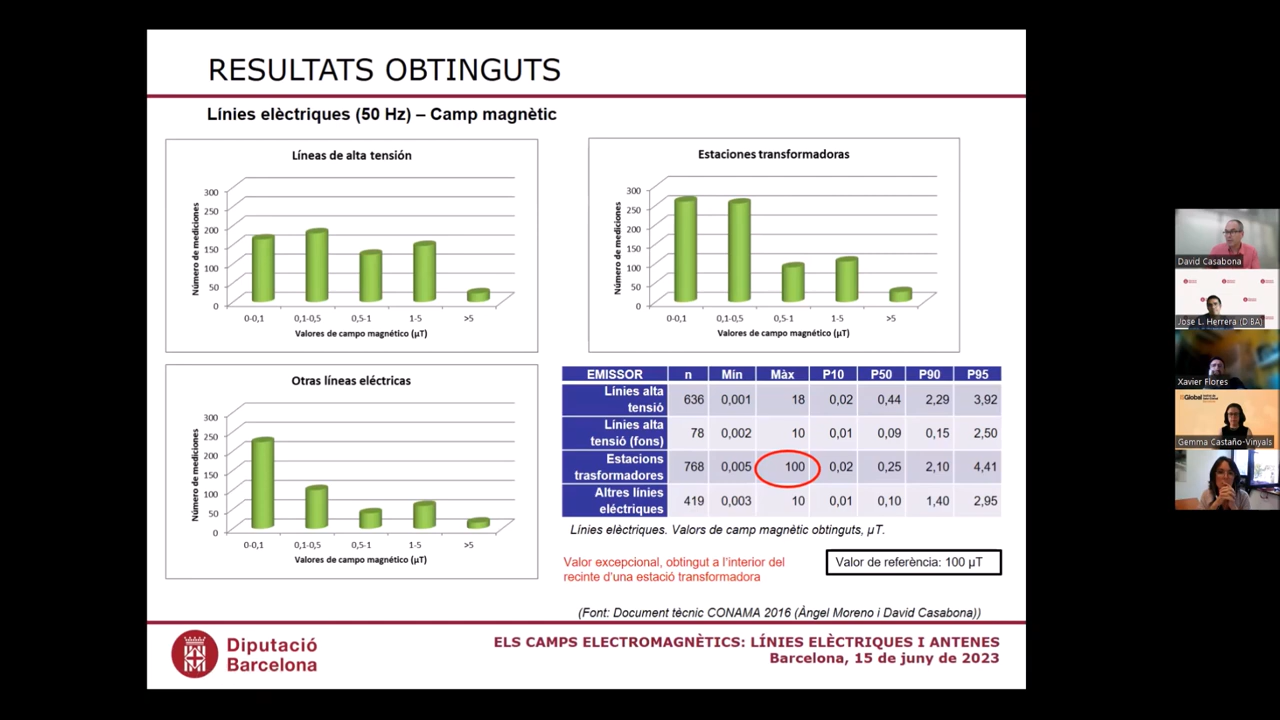 RESULTATS OBTINGUTS
Línies elèctriques (50 Hz) – Camp magnètic
Líneas de alta tensión
Número de mediciones
300
250
200
150
100
50
0
0-0,1 0,1-0,5 0,5-1 1-5 >5
Valores de campo magnético (µT)
Estaciones transformadoras
Número de mediciones
300
250
200
150
100
50
0
0-0,1 0,1-0,5 0,5-1 1-5 >5
Valores de campo magnético (µT)
Otras líneas eléctricas
Número de mediciones
300
250
200
150
100
50
0
0-0,1 0,1-0,5 0,5-1 1-5 >5
Valores de campo magnético (µT)
EMISSOR n Mín Màx P10 P50 P90 P95
Línies alta
tensió 636 0,001 18 0,02 0,44 2,29 3,92
Línies alta
tensió (fons) 78 0,002 10 0,01 0,09 0,15 2,50
Estacions
trasformadores 768 0,005 100 0,02 0,25 2,10 4,41
Altres línies
elèctriques 419 0,003 10 0,01 0,10 1,40 2,95
Línies elèctriques. Valors de camp magnètic obtinguts, µT.
Valor excepcional, obtingut a l’interior del
recinte d’una estació transformadora
Valor de referència: 100 µT
(Font: Document tècnic CONAMA 2016 (Àngel Moreno i David Casabona))
Diputació
Barcelona
ELS CAMPS ELECTROMAGNÈTICS: LÍNIES ELÈCTRIQUES I ANTENES
Barcelona, 15 de juny de 2023
David Casabona
Jose L. Herrera (DIBA)
Xavier Flores
ISGlobal
Gemma Castaño-Vinyals